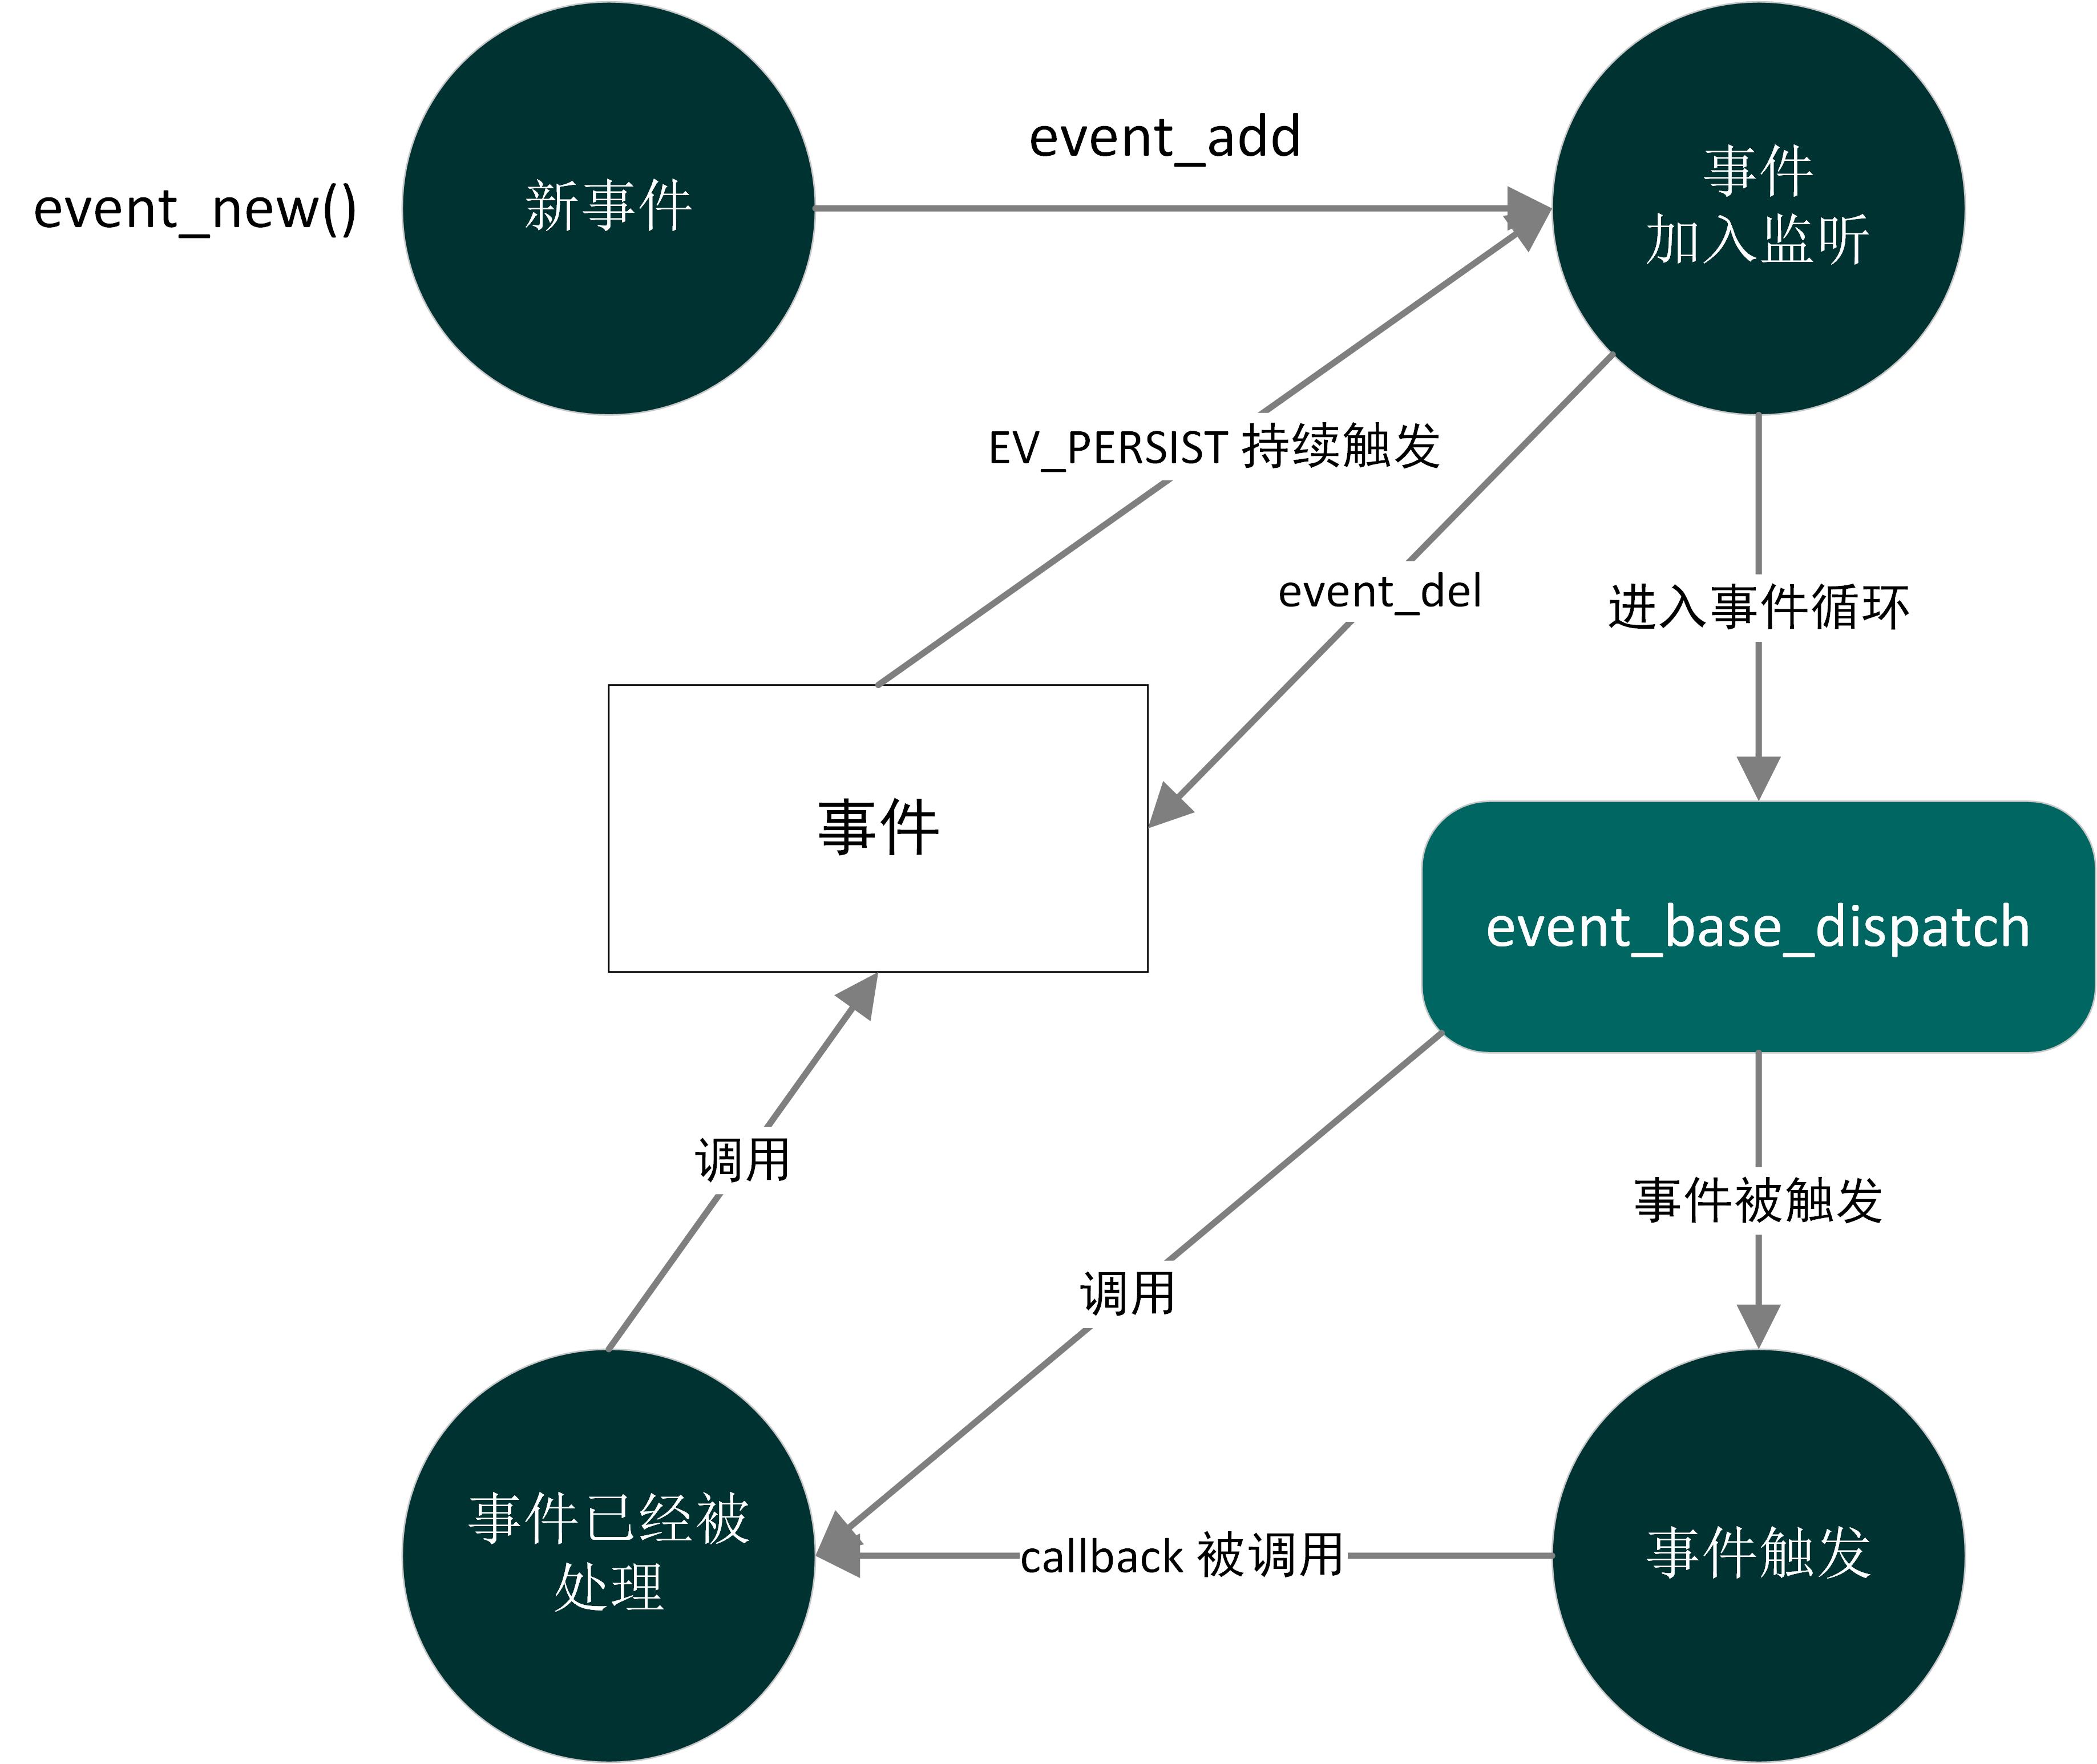 event_new()
新事件
event_add
事件
加入监听
EV_PERSIST 持续触发
event_del
进入事件循环
事件
event_base_dispatch
调用
事件被触发
调用
事件已经被
处理
callback 被调用
事件触发